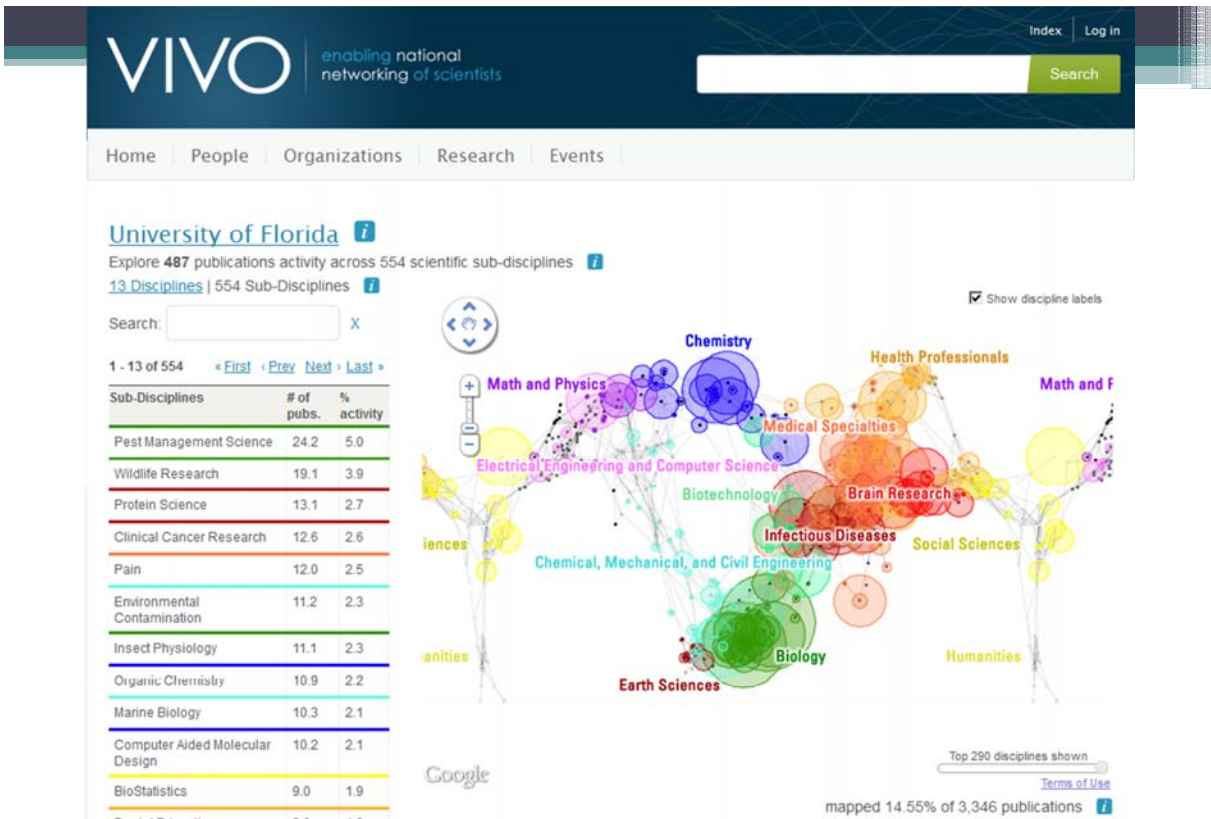 VIVO
enabling national
networking of scientists
Index
Log in
Search
Home
People
Organizations
Research
Events
University of Florida i
Explore 487 publications activity across 554 scientific sub-disciplines i
13 Disciplines | 554 Sub-Disciplines i
Search:
X
1 - 13 of 554 « First ‹ Prev Next › Last »
Sub-Disciplines # of pubs. % activity
Pest Management Science 24.2 5.0
Wildlife Research 19.1 3.9
Protein Science 13.1 2.7
Clinical Cancer Research 12.6 2.6
Pain 12.0 2.5
Environmental
Contamination 11.2 2.3
Insect Physiology 11.1 2.3
Organic Chemistry 10.9 2.2
Marine Biology 10.3 2.1
Computer Aided Molecular
Design 10.2 2.1
BioStatistics 9.0 1.9
Show discipline labels
Chemistry
Health Professionals
Math and Physics
Math and F
Medical Specialties
Electrical Engineering and Computer Science
Biotechnology
Brain Research
Infectious Diseases
iences
Social Sciences
Chemical, Mechanical, and Civil Engineering
anities
Biology
Humanities
Earth Sciences
Google
Top 290 disciplines shown
Terms of Use
mapped 14.55% of 3,346 publications i